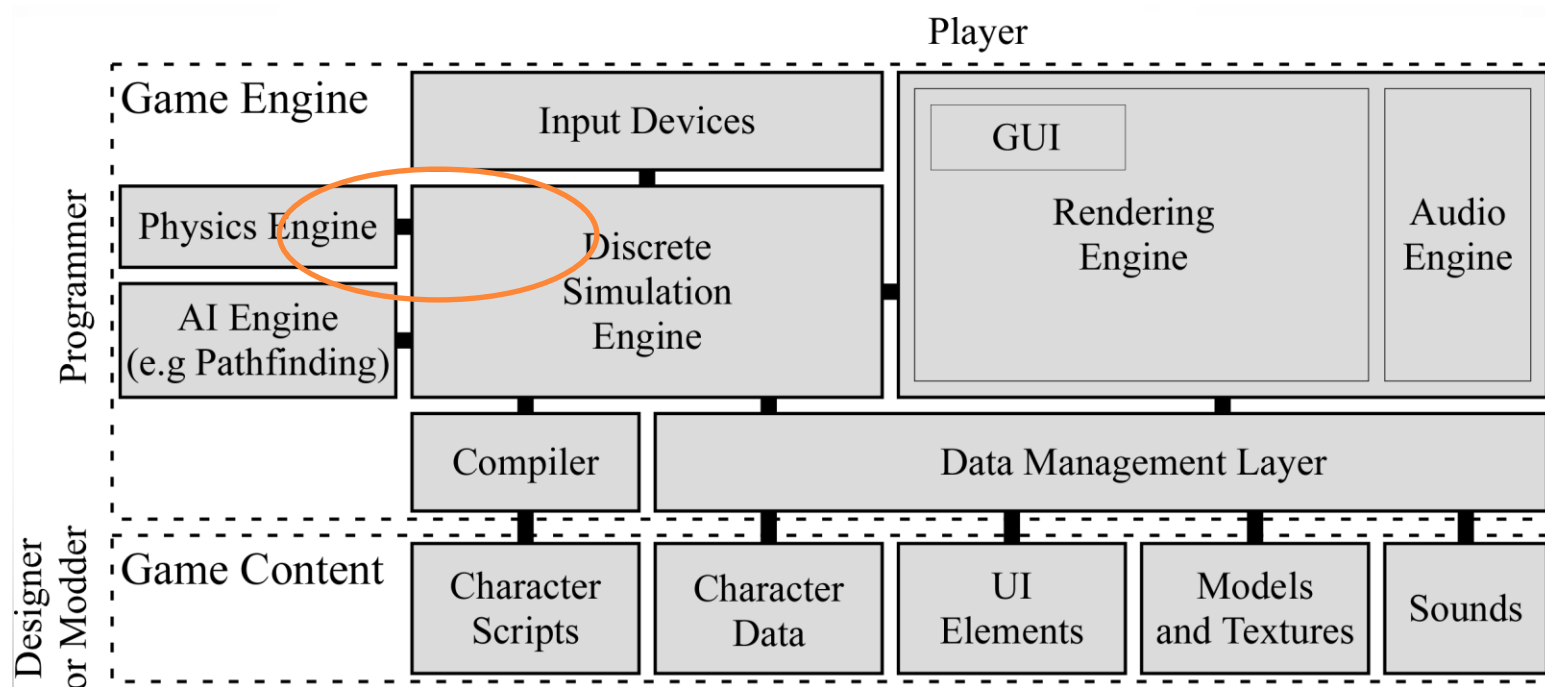 Player
Game Engine
Input Devices
GUI
Rendering
Engine
Audio
Engine
Programmer
Physics Engine
Discrete
Simulation
Engine
AI Engine
(e.g Pathfinding)
Compiler
Data Management Layer
Designer
or Modder
Game Content
Character
Scripts
Character
Data
UI
Elements
Models
and Textures
Sounds